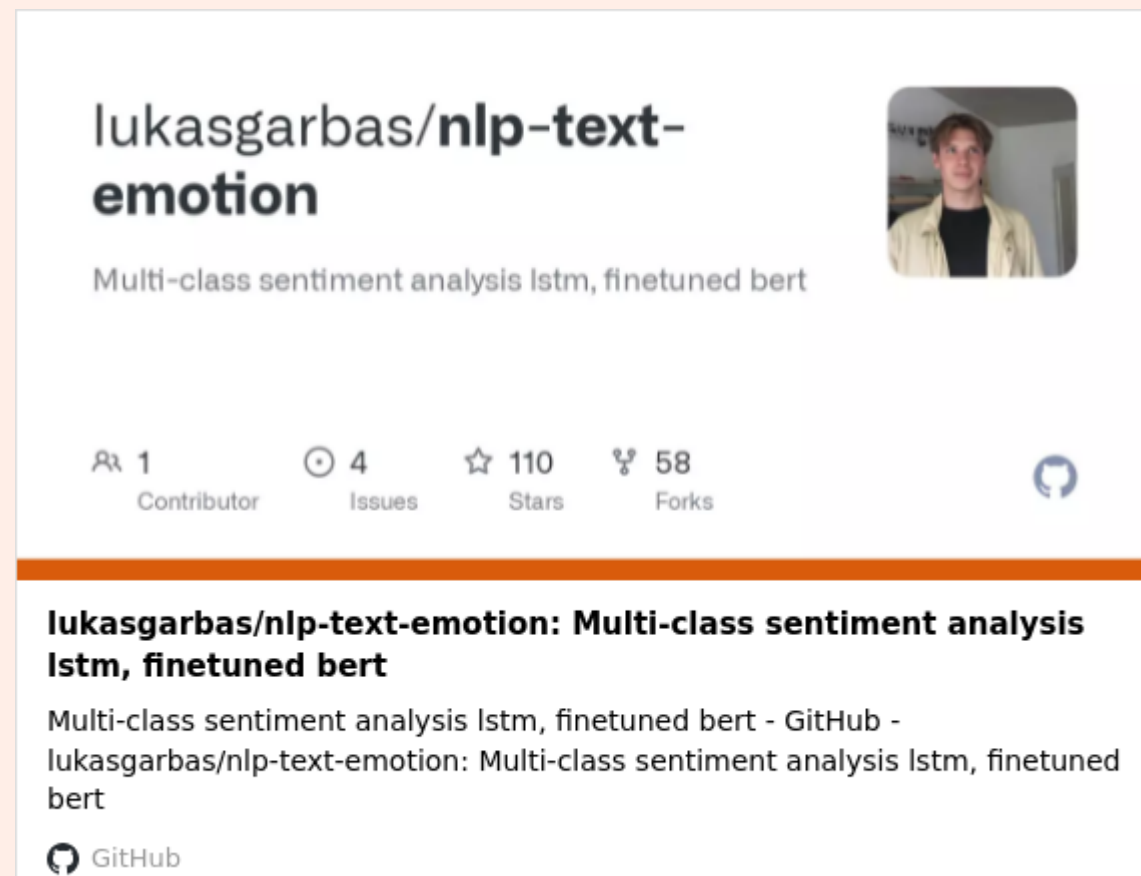 lukasgarbas/nlp-text-
emotion
Multi-class sentiment analysis lstm, finetuned bert
1
Contributor
4
Issues
110
Stars
58
Forks
lukasgarbas/nlp-text-emotion: Multi-class sentiment analysis
lstm, finetuned bert
Multi-class sentiment analysis lstm, finetuned bert - GitHub -
lukasgarbas/nlp-text-emotion: Multi-class sentiment analysis lstm, finetuned
bert
GitHub